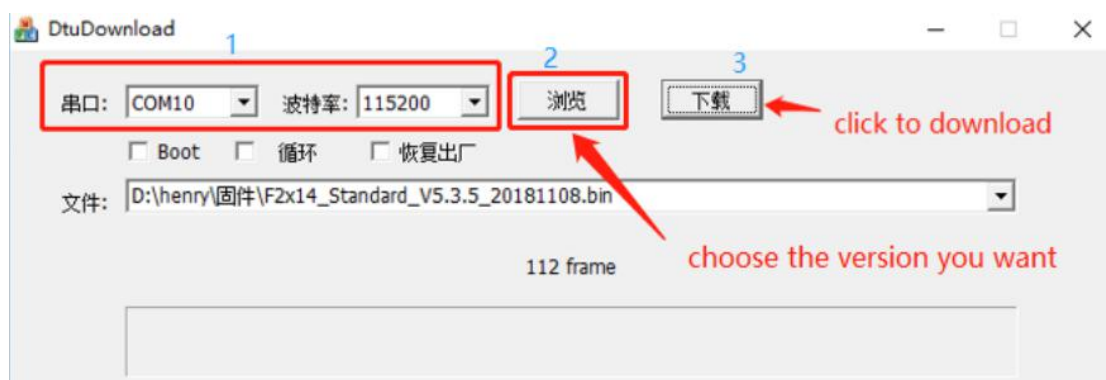 DtuDownload
1
2
3
串口: COM10 波特率: 115200 浏览 下载
click to download
Boot 循环 恢复出厂
文件: D:\henry\固件\F2x14_Standard_V5.3.5_20181108.bin
112 frame
choose the version you want